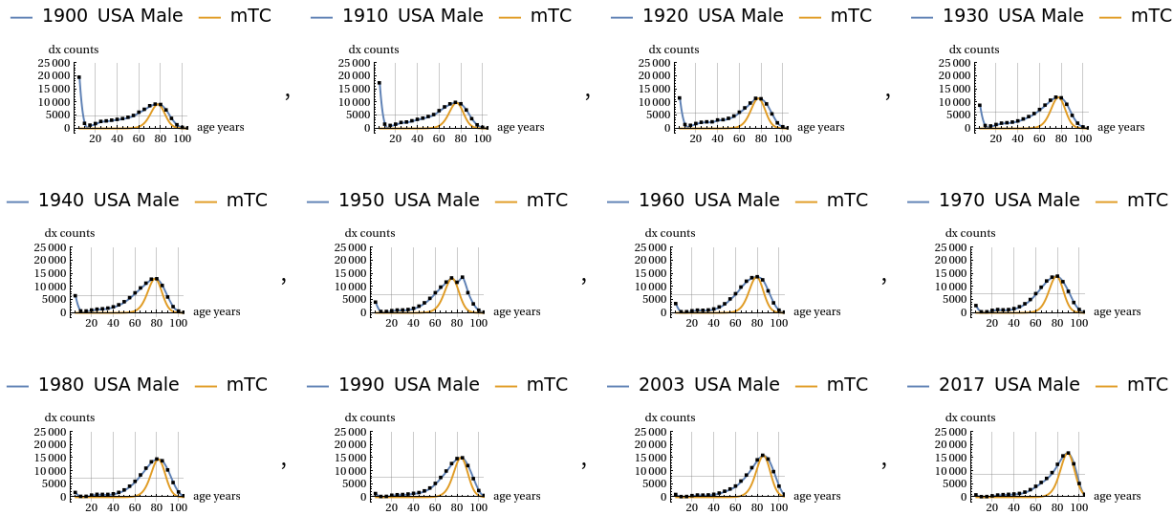 1900 USA Male mTC
1910 USA Male mTC
1920 USA Male mTC
1930 USA Male mTC
dx counts
25 000
20 000
15 000
10 000
5000
0
20 40 60 80 100
age years
,
dx counts
25 000
20 000
15 000
10 000
5000
0
20 40 60 80 100
age years
,
dx counts
25 000
20 000
15 000
10 000
5000
0
20 40 60 80 100
age years
,
dx counts
25 000
20 000
15 000
10 000
5000
0
20 40 60 80 100
age years
1940 USA Male mTC
1950 USA Male mTC
1960 USA Male mTC
1970 USA Male mTC
dx counts
25 000
20 000
15 000
10 000
5000
0
20 40 60 80 100
age years
,
dx counts
25 000
20 000
15 000
10 000
5000
0
20 40 60 80 100
age years
,
dx counts
25 000
20 000
15 000
10 000
5000
0
20 40 60 80 100
age years
,
dx counts
25 000
20 000
15 000
10 000
5000
0
20 40 60 80 100
age years
1980 USA Male mTC
1990 USA Male mTC
2003 USA Male mTC
2017 USA Male mTC
dx counts
25 000
20 000
15 000
10 000
5000
0
20 40 60 80 100
age years
,
dx counts
25 000
20 000
15 000
10 000
5000
0
20 40 60 80 100
age years
,
dx counts
25 000
20 000
15 000
10 000
5000
0
20 40 60 80 100
age years
,
dx counts
25 000
20 000
15 000
10 000
5000
0
20 40 60 80 100
age years